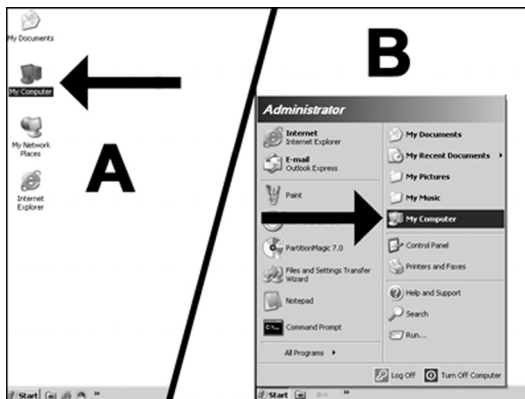 My Documents
My Computer
My Network
Places
Internet
Explorer
A
Start
»
B
Administrator
Internet
Internet Explorer
E-mail
Outlook Express
Paint
PartitionMagic 7.0
Files and Settings Transfer
Wizard
Notepad
Command Prompt
All Programs
My Documents
My Recent Documents
My Pictures
My Music
My Computer
Control Panel
Printers and Faxes
Help and Support
Search
Run...
Log Off
Turn Off Computer
Start
»